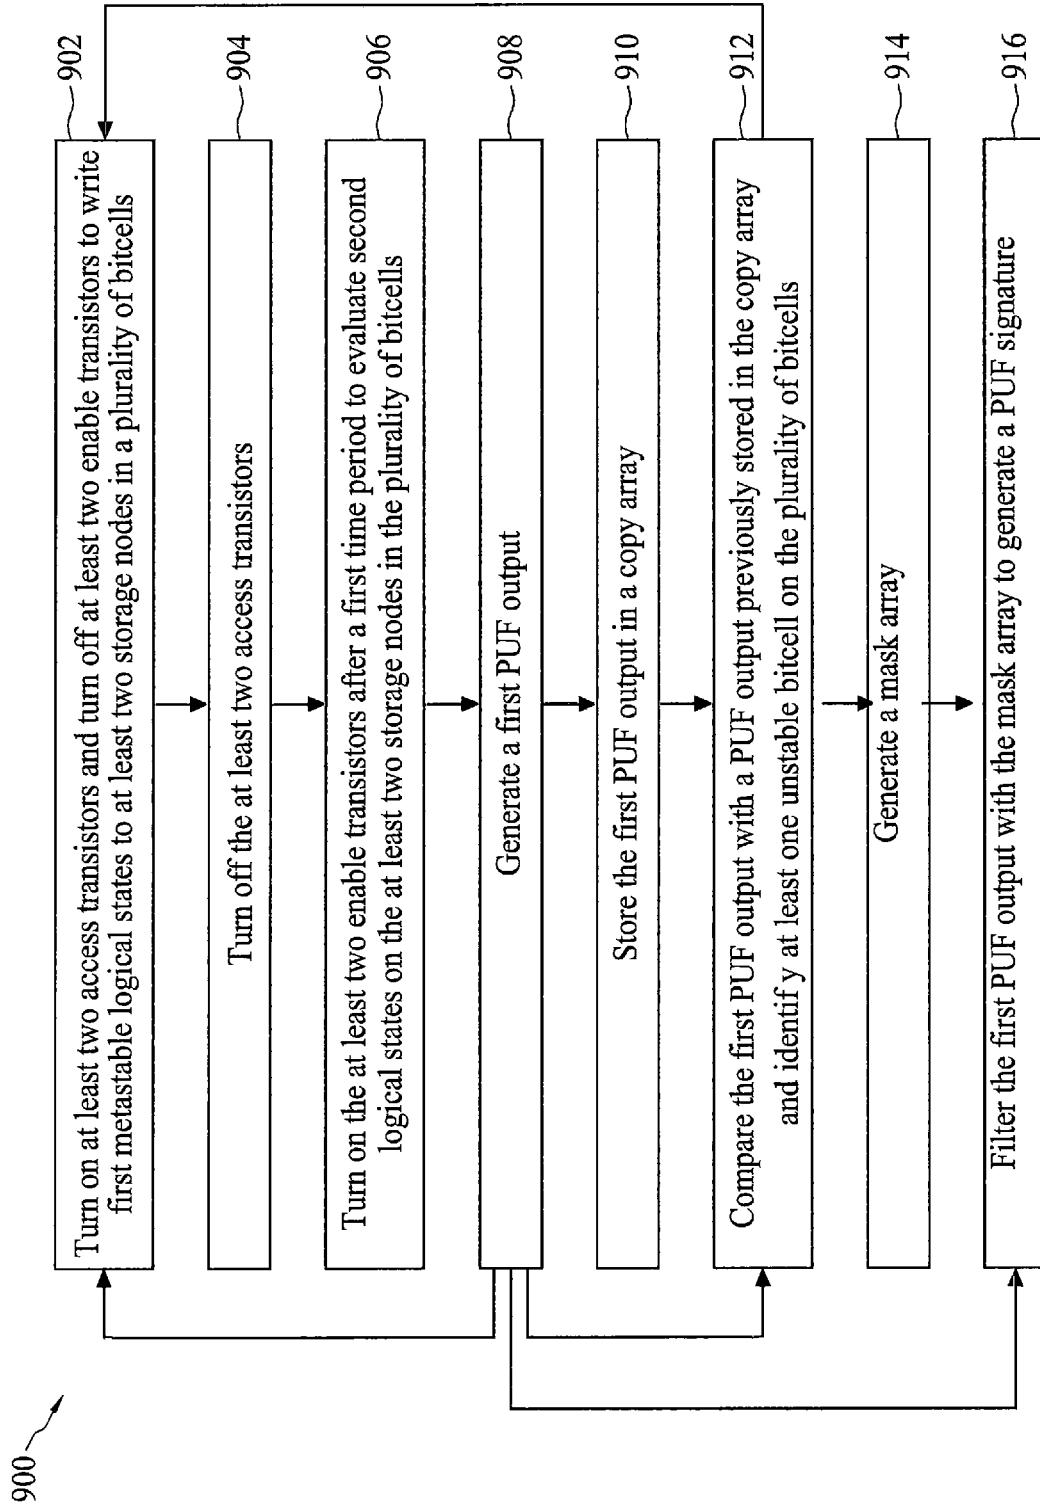 900
902
Turn on at least two access transistors and turn off at least two enable transistors to write
first metastable logical states to at least two storage nodes in a plurality of bitcells
904
Turn off the at least two access transistors
906
Turn on the at least two enable transistors after a first time period to evaluate second
logical states on the at least two storage nodes in the plurality of bitcells
908
Generate a first PUF output
910
Store the first PUF output in a copy array
912
Compare the first PUF output with a PUF output previously stored in the copy array
and identify at least one unstable bitcell on the plurality of bitcells
914
Generate a mask array
916
Filter the first PUF output with the mask array to generate a PUF signature